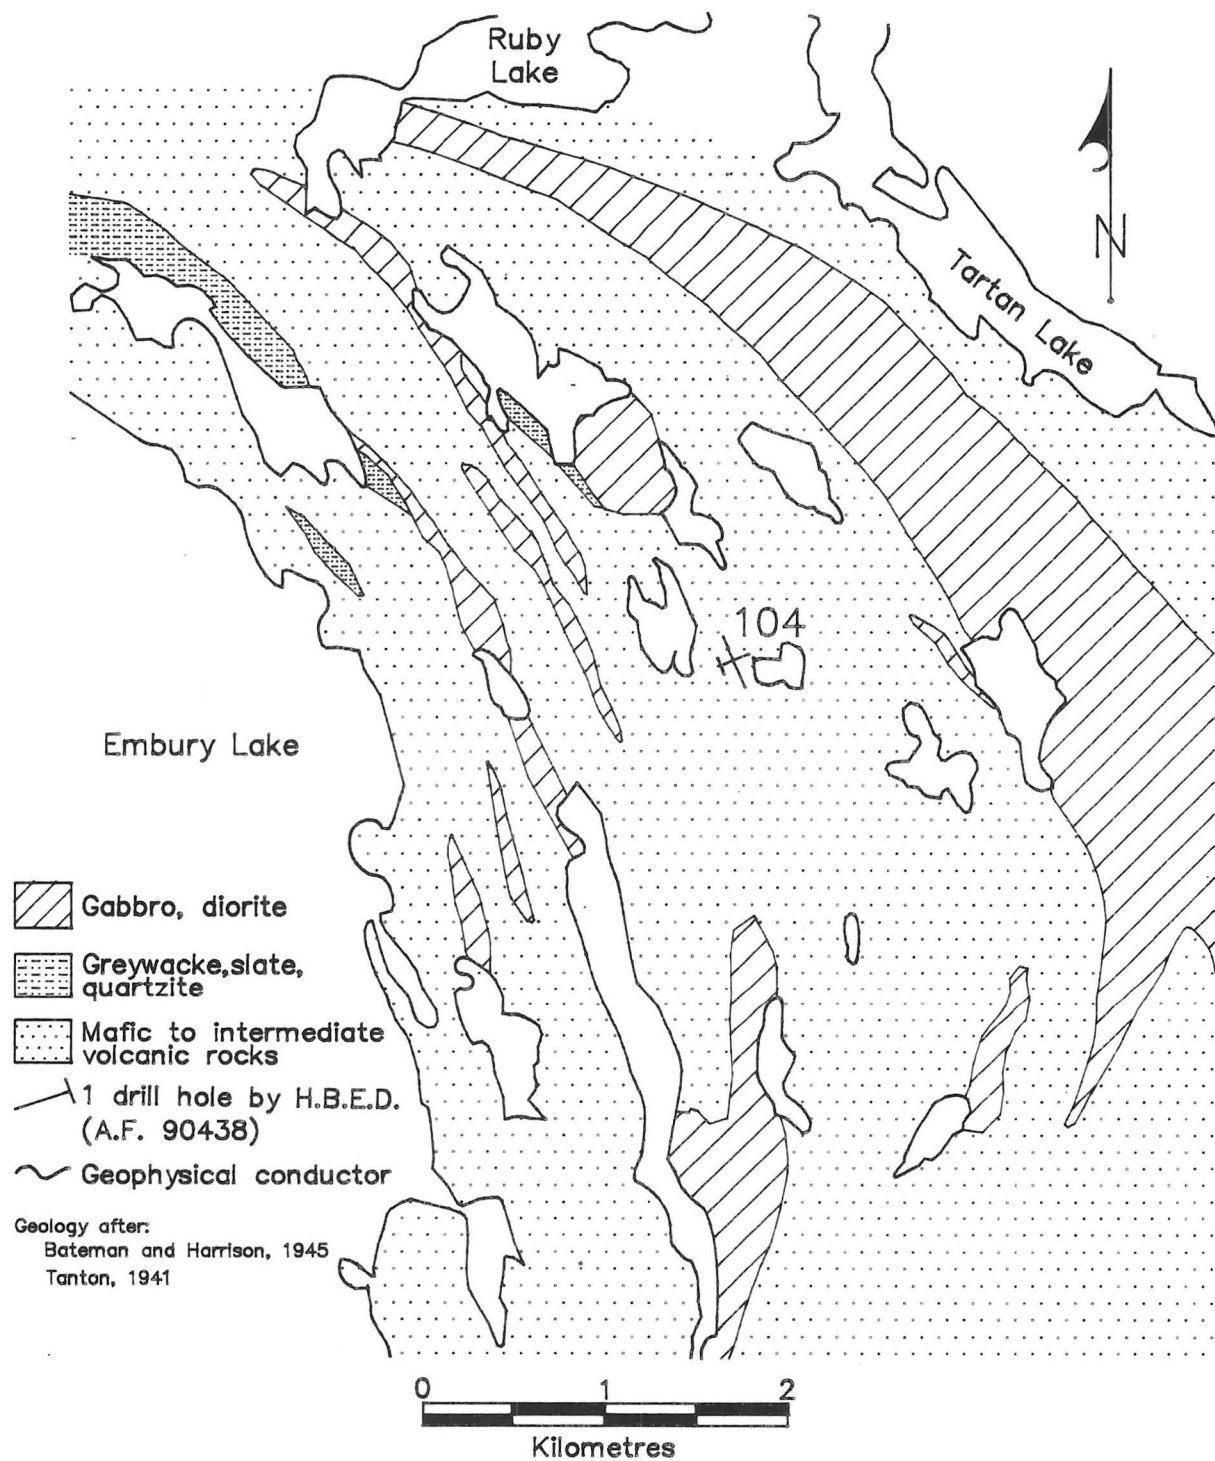 Ruby
Lake
N
Tartan Lake
104
Embury Lake
Gabbro, diorite
Greywacke,slate,
quartzite
Mafic to intermediate
volcanic rocks
1 drill hole by H.B.E.D.
(A.F. 90438)
Geophysical conductor
Geology after:
Bateman and Harrison, 1945
Tanton, 1941
0 1 2
Kilometres